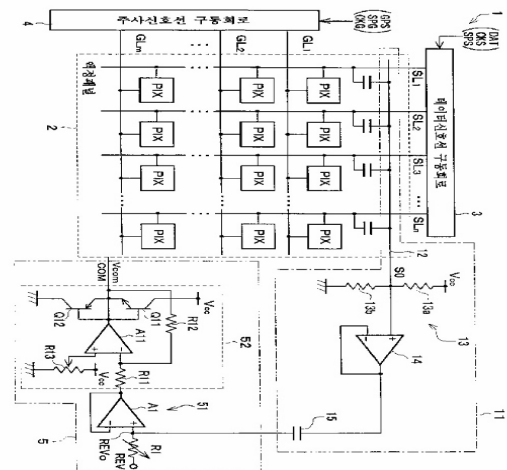 1
DAT
CKS
SPS
데이터신호선 구동회로
3
SL1
SL2
SL3
...
SLn
GPS
SPG
CKG
주사신호선 구동회로
4
GL1
GL2
GLm
PIX PIX PIX PIX
PIX PIX PIX PIX
PIX PIX PIX PIX
액정패널
2
12
S0
Vcc
13a
13b
13
14
11
15
Vcom
COM
Vcc
Q11
Q12
R12
A11
R13
Vcc
R11
52
A1
51
R1
REVo
REV
5